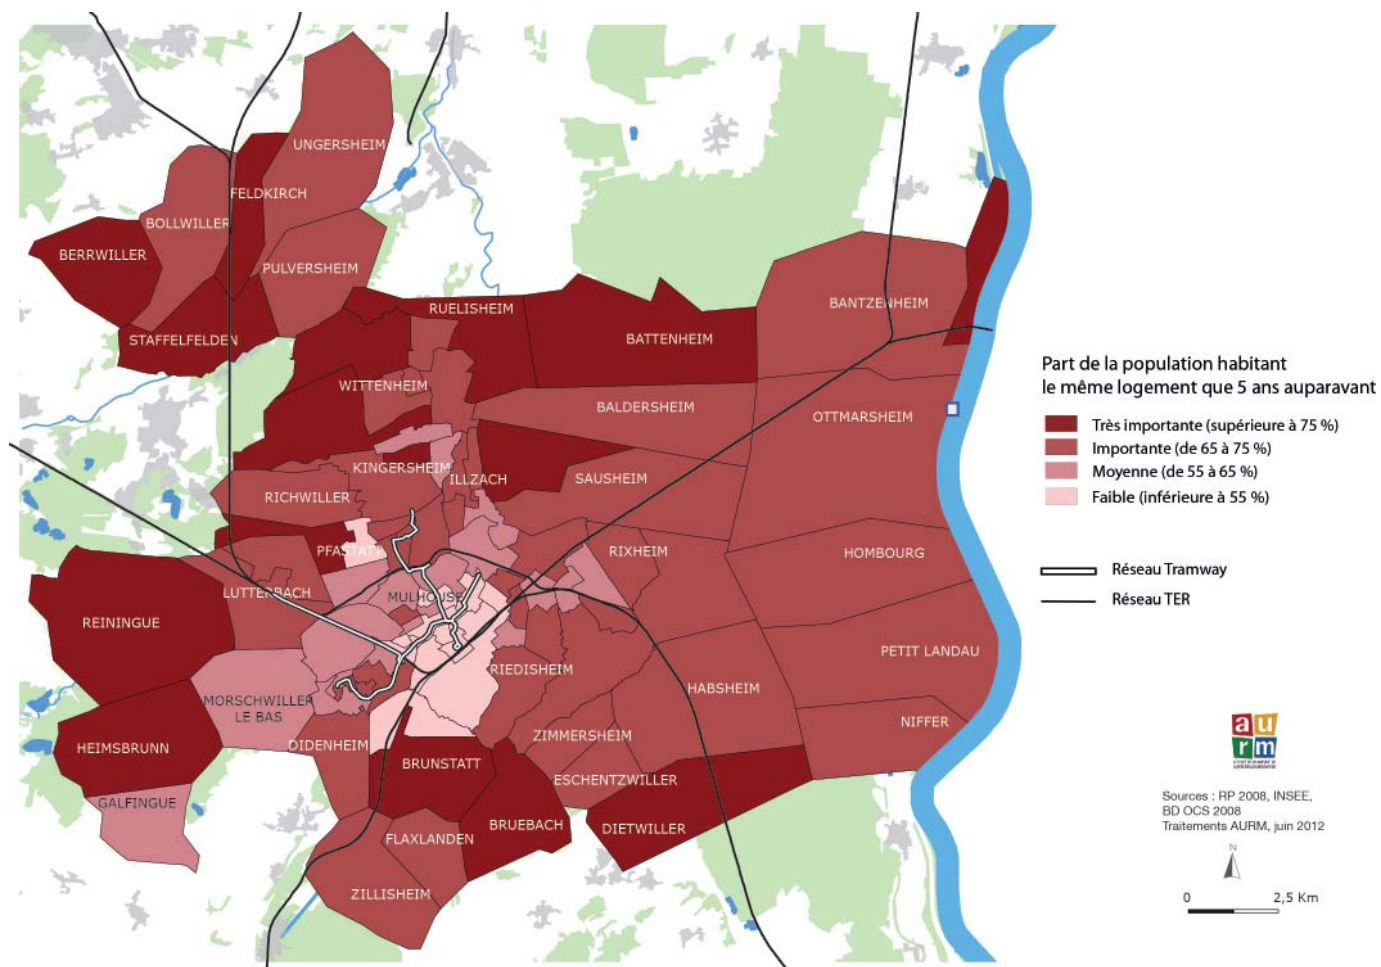 UNGERSHEIM
FELDKIRCH
BOLLWILLER
BERRWILLER
PULVERSHEIM
STAFFELFELDEN
RUELISHEIM
BANTZENHEIM
BATTENHEIM
WITTENHEIM
BALDERSHEIM
OTTMARSHEIM
KINGERSHEIM
ILLZACH
SAUSHEIM
RICHWILLER
PFASTATT
RIXHEIM
HOMBOURG
LUTTERBACH
MULHOUSE
REININGUE
PETIT LANDAU
RIEDISHEIM
HABSHEIM
MORSCHWILLER
LE BAS
NIFFER
HEIMSBRUNN
DIDENHEIM
ZIMMERSHEIM
BRUNSTATT
ESCHENTZWILLER
GALFINGUE
BRUEBACH
DIETWILLER
FLAXLANDEN
ZILLISHEIM
Part de la population habitant
le même logement que 5 ans auparavant
Très importante (supérieure à 75 %)
Importante (de 65 à 75 %)
Moyenne (de 55 à 65 %)
Faible (inférieure à 55 %)
Réseau Tramway
Réseau TER
au
rm
Sources : RP 2008, INSEE,
BD OCS 2008
Traitements AURM, juin 2012
N
0 2,5 Km